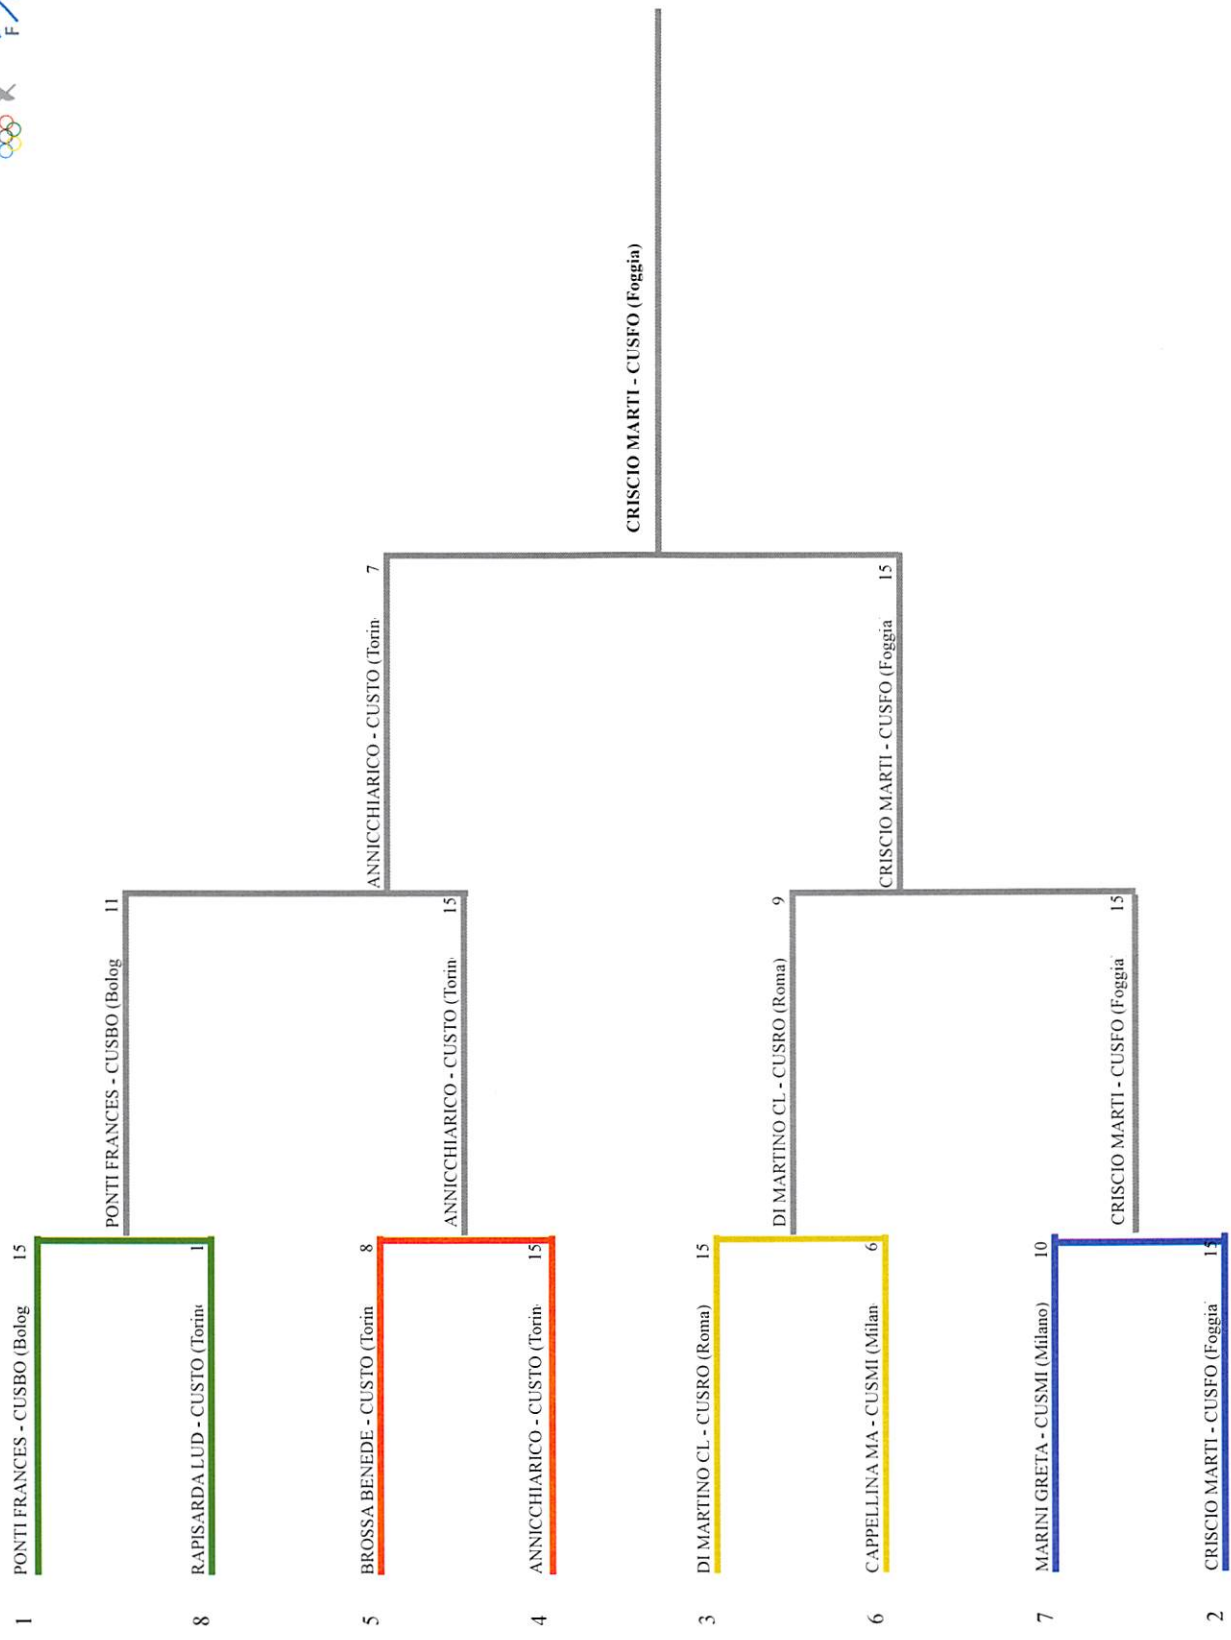 1 PONTI FRANCES - CUSBO (Bolog 15
8 RAPISARDA LUD - CUSTO (Torin 1
5 BROSSA BENEDE - CUSTO (Torin 8
4 ANNICCHIARICO - CUSTO (Torin 15
3 DI MARTINO CL - CUSRO (Roma) 15
6 CAPPELLINA MA - CUSMI (Milan 6
7 MARINI GRETA - CUSMI (Milano) 10
2 CRISCIO MARTI - CUSFO (Foggia 15
PONTI FRANCES - CUSBO (Bolog 11
ANNICCHIARICO - CUSTO (Torin 15
DI MARTINO CL - CUSRO (Roma) 9
CRISCIO MARTI - CUSFO (Foggia 15
ANNICCHIARICO - CUSTO (Torin 7
CRISCIO MARTI - CUSFO (Foggia 15
CRISCIO MARTI - CUSFO (Foggia)
F